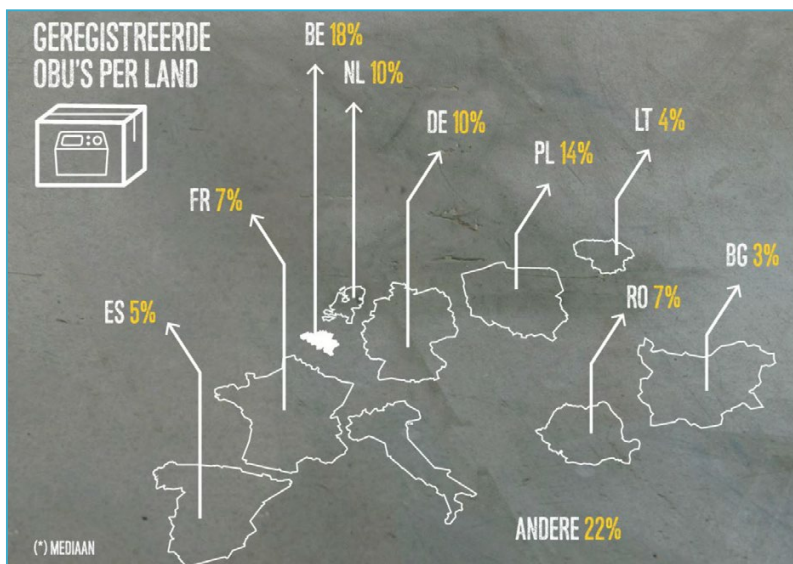 GEREGISTREERDE
OBU'S PER LAND
BE 18%
NL 10%
DE 10%
LT 4%
PL 14%
FR 7%
BG 3%
RO 7%
ES 5%
ANDERE 22%
(*) MEDIAAN